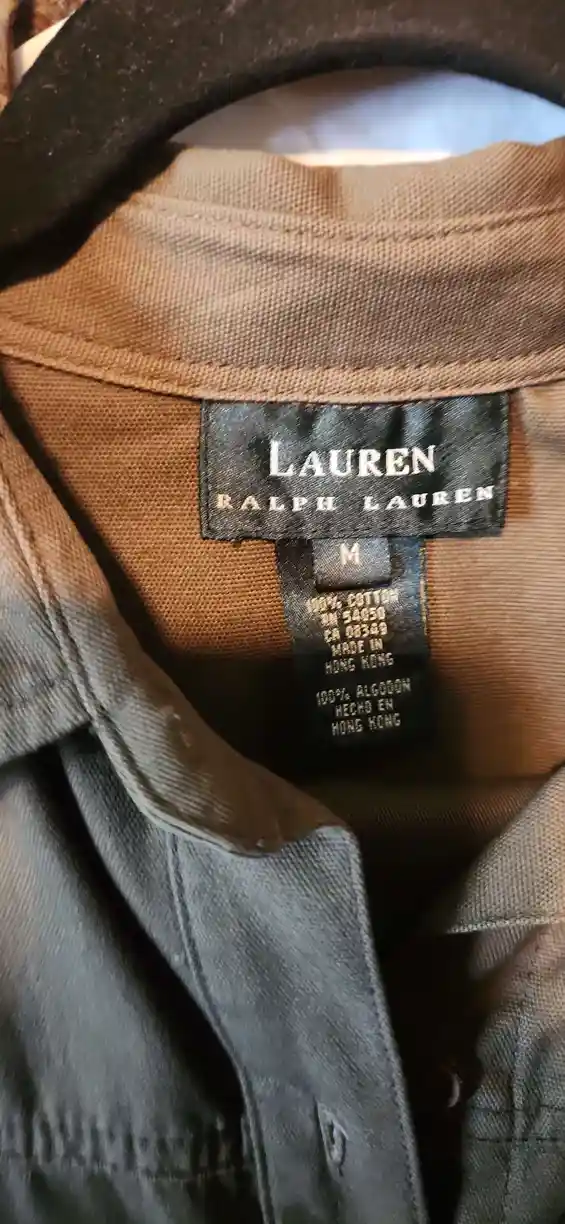 LAUREN
RALPH LAUREN
M
100% COTTON
RN 54050
CA 08349
MADE IN
HONG KONG
100% ALGODON
HECHO EN
HONG KONG